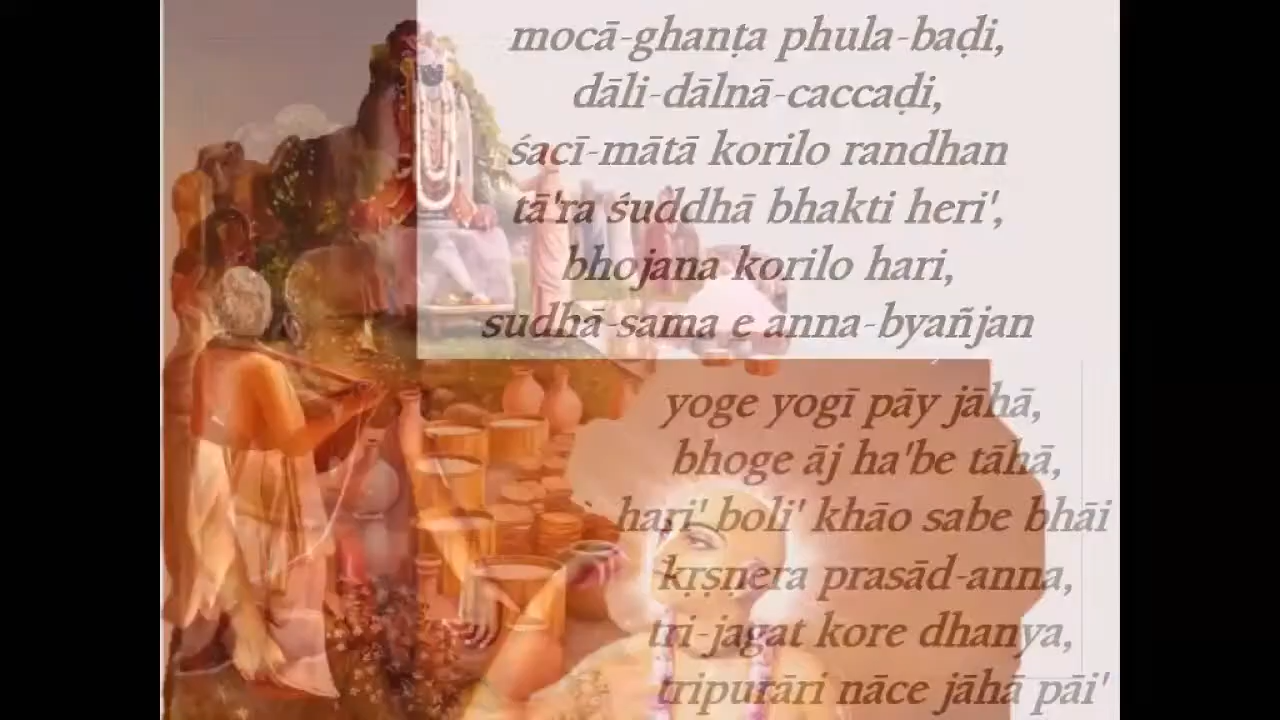 mocā-ghanṭa phula-baḍi,
dāli-dālnā-caccaḍi,
śacī-mātā korilo randhan
tā'ra śuddhā bhakti heri',
bhojana korilo hari,
sudhā-sama e anna-byañjan
yoge yogī pāy jāhā,
bhoge āj ha'be tāhā,
hari' boli' khāo sabe bhāi
kṛṣṇera prasād-anna,
tri-jagat kore dhanya,
tripurāri nāce jāhā pāi'